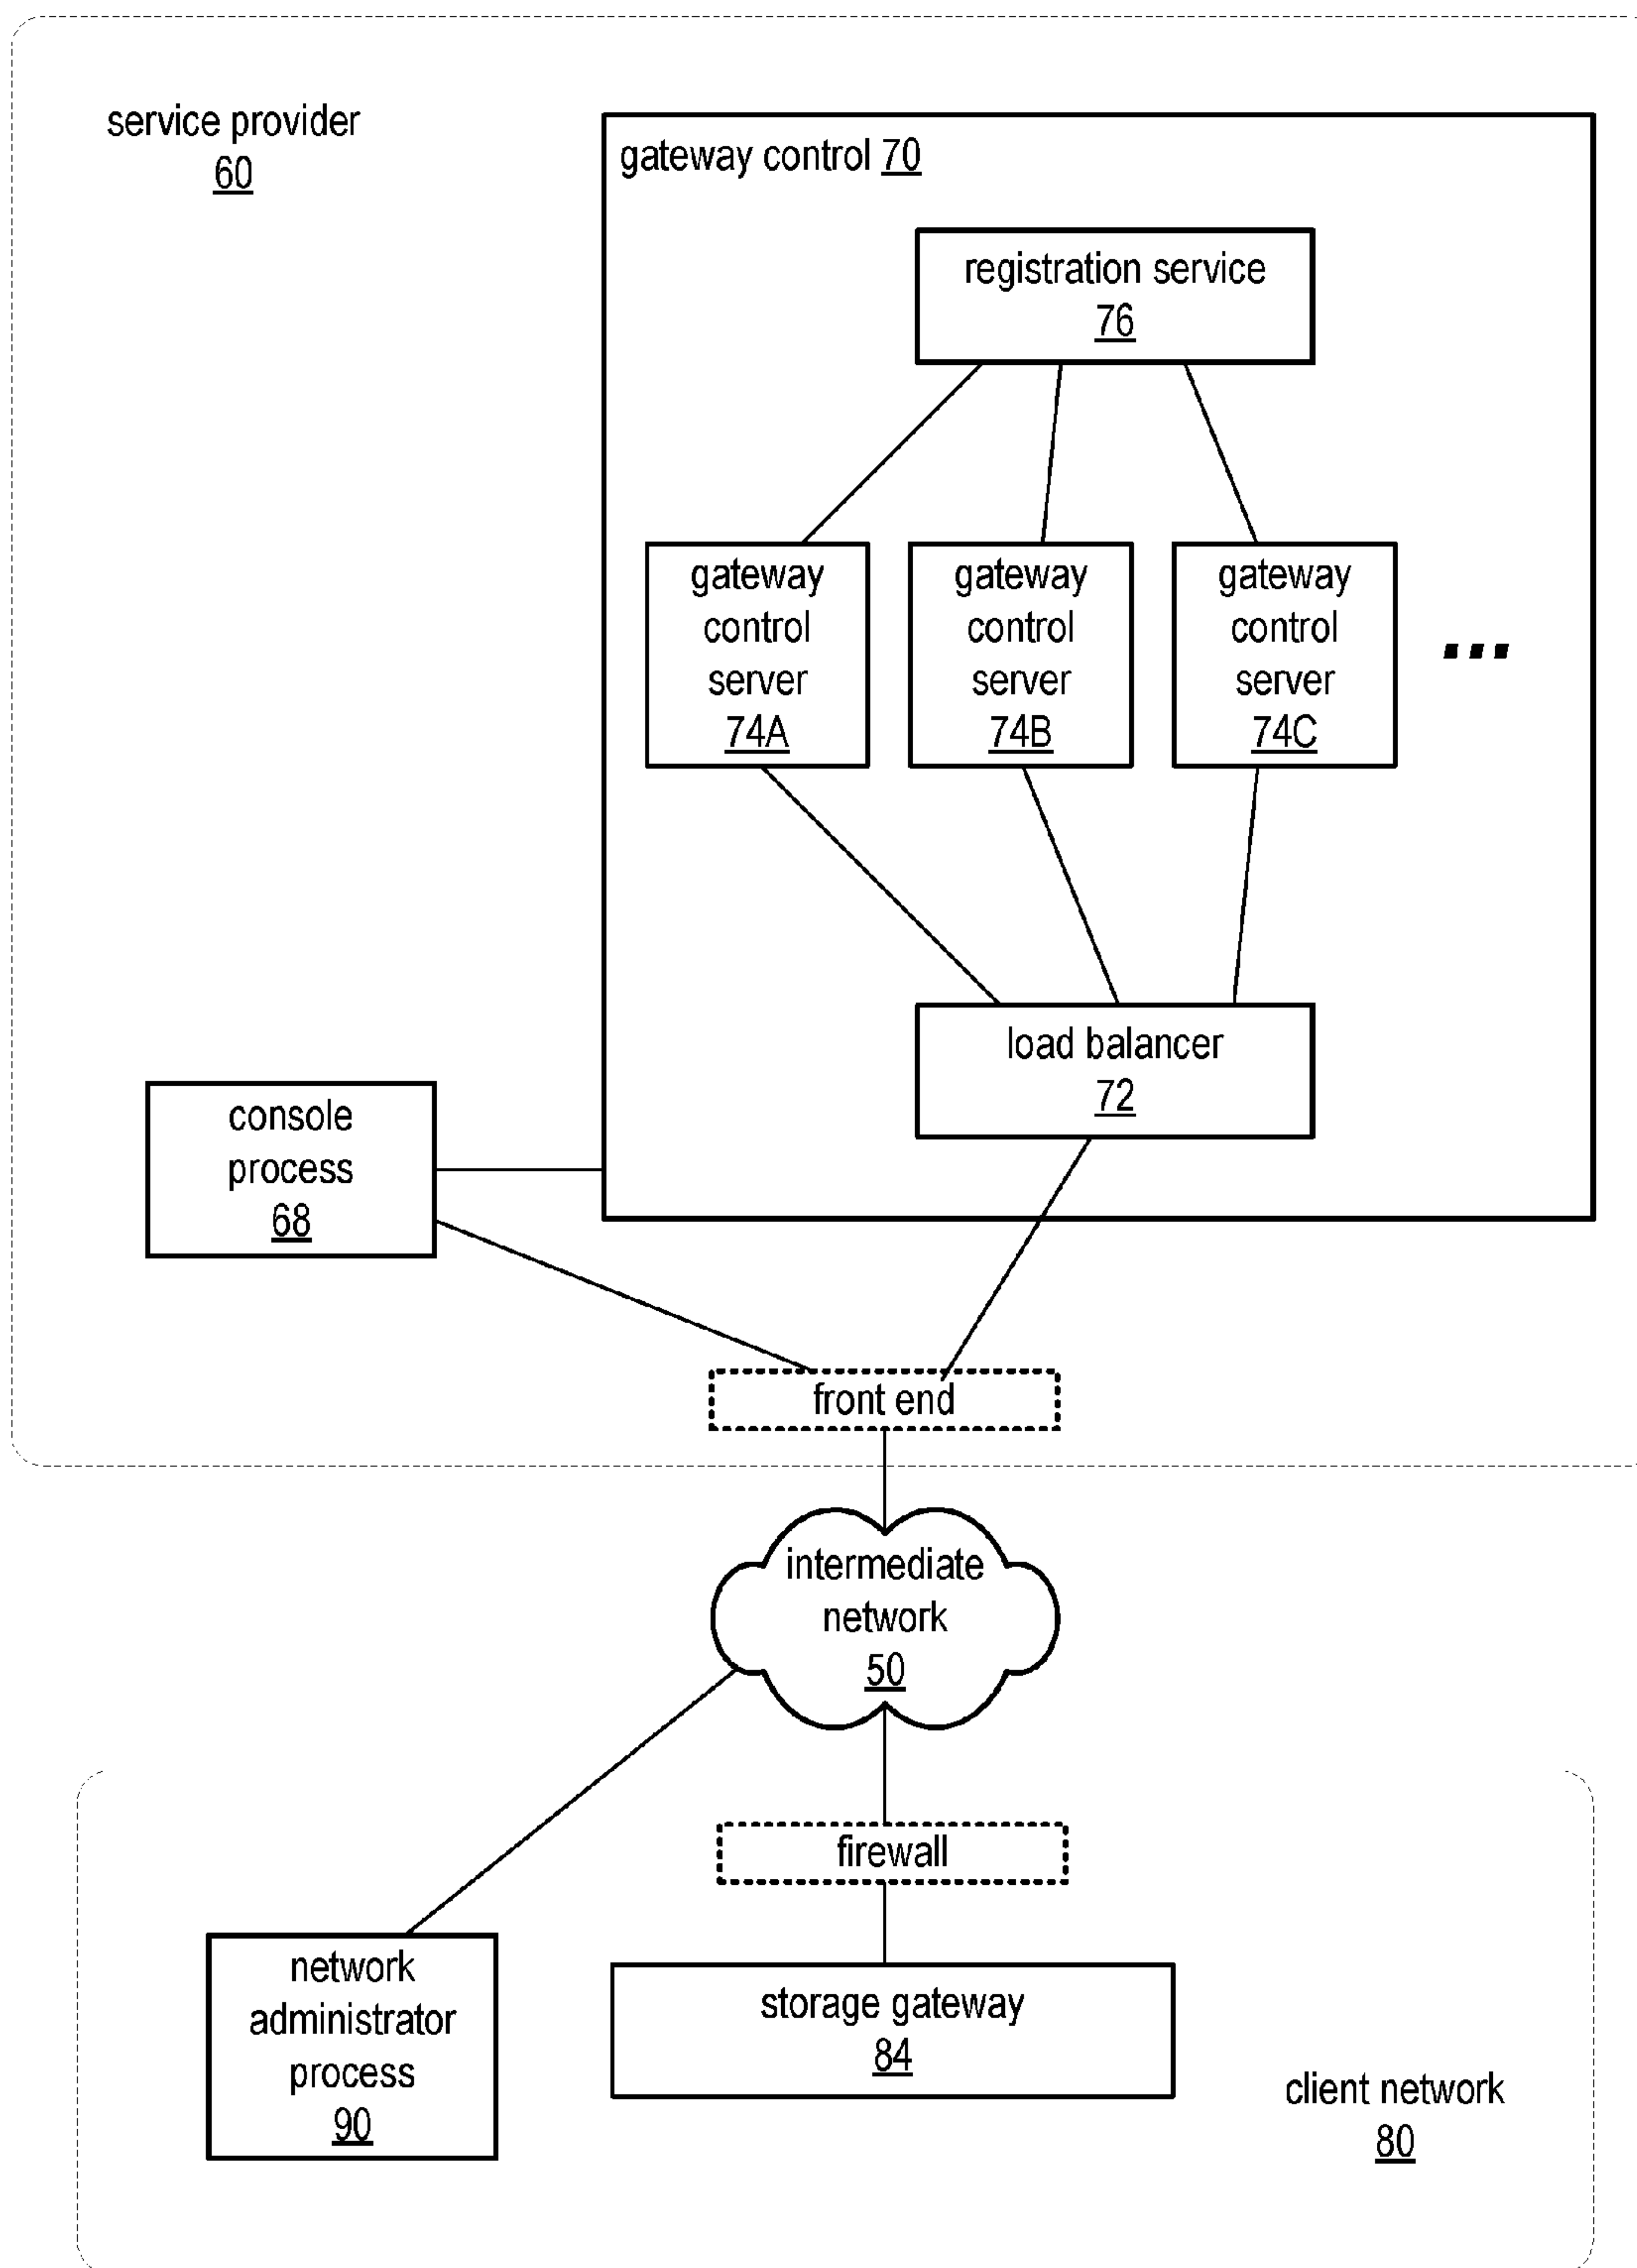 service provider
60
gateway control 70
registration service
76
gateway
control
server
74A
gateway
control
server
74B
gateway
control
server
74C
...
load balancer
72
console
process
68
front end
intermediate
network
50
firewall
network
administrator
process
90
storage gateway
84
client network
80